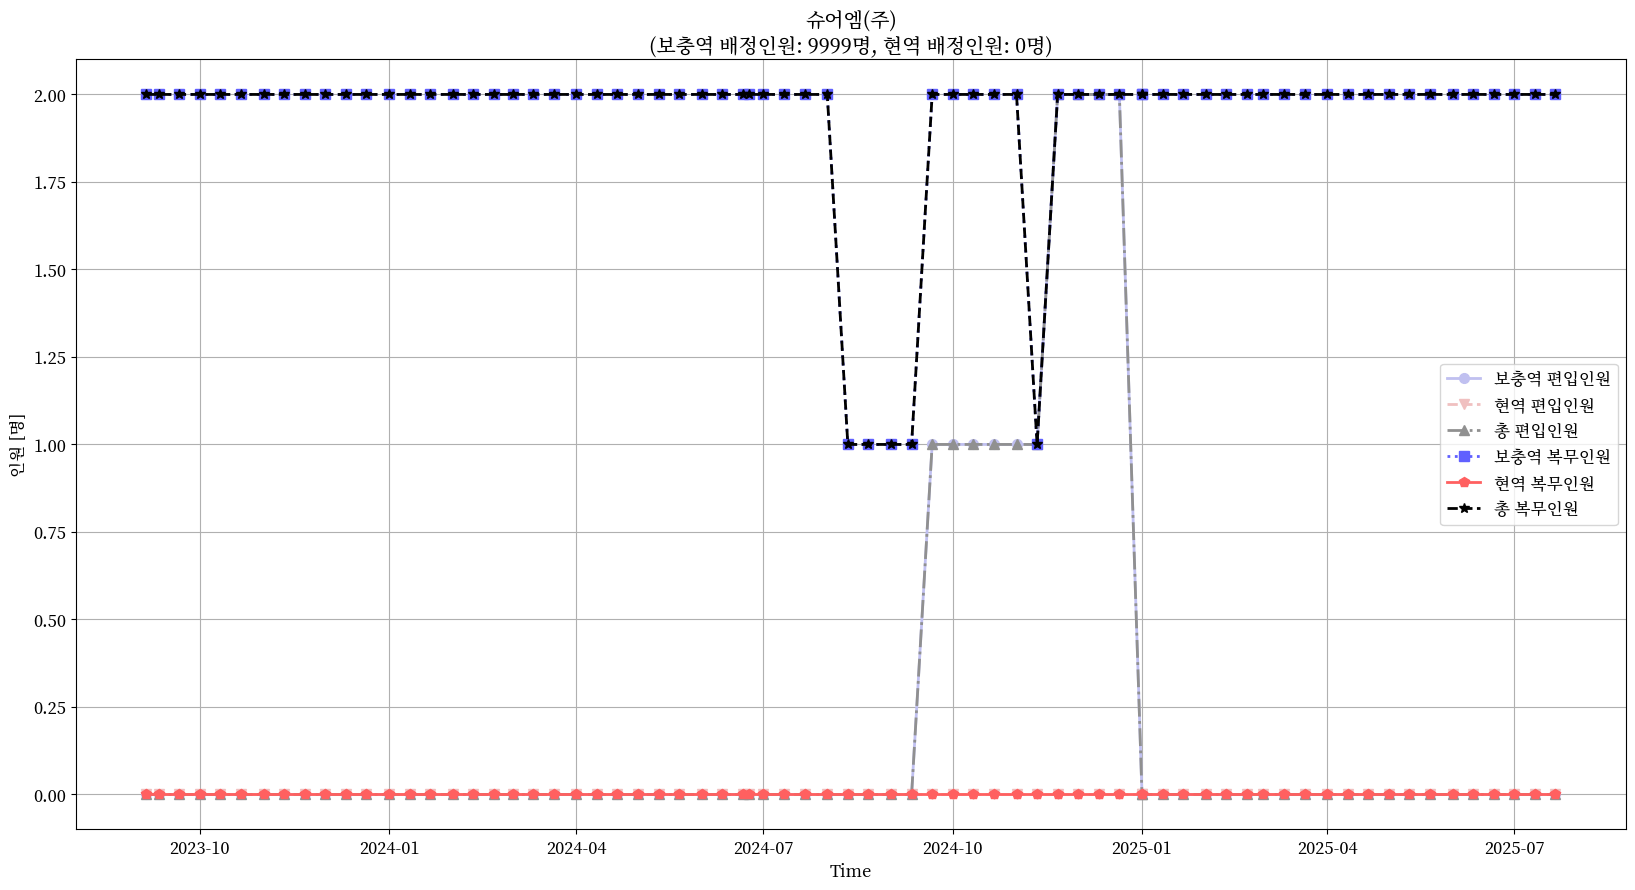 슈어엠(주)
(보충역 배정인원: 9999명, 현역 배정인원: 0명)
2.00
1.75
1.50
1.25
1.00
0.75
0.50
0.25
0.00
인원 [명]
보충역 편입인원
현역 편입인원
총 편입인원
보충역 복무인원
현역 복무인원
총 복무인원
2023-10
2024-01
2024-04
2024-07
2024-10
2025-01
2025-04
2025-07
Time